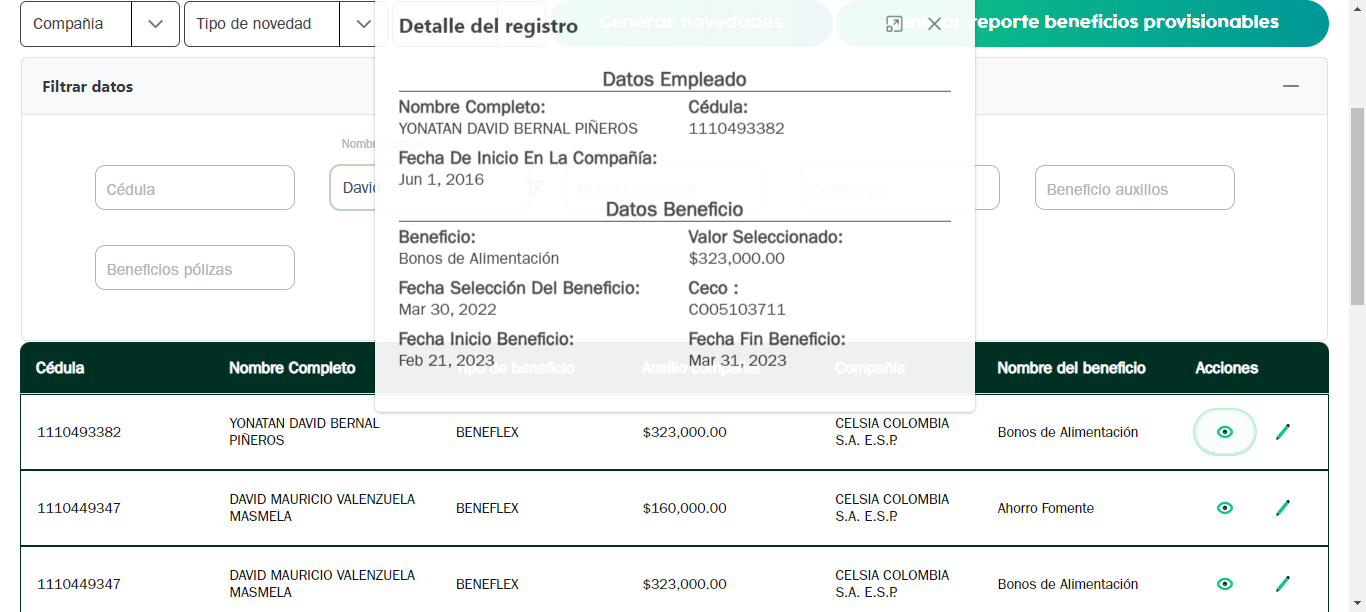 Compañia
Tipo de novedad
Generar novedades
reporte beneficios provisionables
Detalle del registro
Filtrar datos
Datos Empleado
Nombre Completo:
Cédula:
YONATAN DAVID BERNAL PIÑEROS
1110493382
Fecha De Inicio En La Compañía:
Jun 1, 2016
Cédula
David
Tipo de beneficio
Compañia
Beneficio auxilios
Datos Beneficio
Beneficio:
Valor Seleccionado:
Bonos de Alimentación
$323,000.00
Beneficios pólizas
Fecha Selección Del Beneficio:
Ceco :
Mar 30, 2022
CO05103711
Fecha Inicio Beneficio:
Fecha Fin Beneficio:
Feb 21, 2023
Mar 31, 2023
Cédula
Nombre Completo
Tipo de beneficio
Auxilio compañia
Compañía
Nombre del beneficio
Acciones
1110493382
YONATAN DAVID BERNAL
PIÑEROS
BENEFLEX
$323,000.00
CELSIA COLOMBIA
S.A. E.S.P.
Bonos de Alimentación
1110449347
DAVID MAURICIO VALENZUELA
MASMELA
BENEFLEX
$160,000.00
CELSIA COLOMBIA
S.A. E.S.P.
Ahorro Fomente
1110449347
DAVID MAURICIO VALENZUELA
MASMELA
BENEFLEX
$323,000.00
CELSIA COLOMBIA
S.A. E.S.P.
Bonos de Alimentación